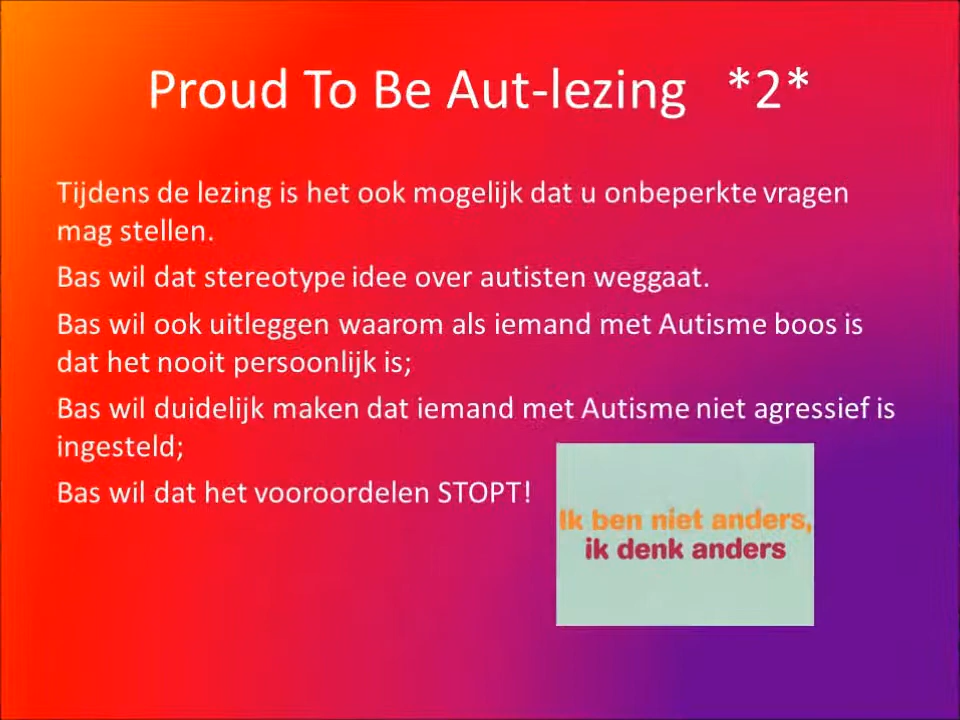 Proud To Be Aut-lezing *2*
Tijdens de lezing is het ook mogelijk dat u onbeperkte vragen
mag stellen.
Bas wil dat stereotype idee over autisten weggaat.
Bas wil ook uitleggen waarom als iemand met Autisme boos is
dat het nooit persoonlijk is;
Bas wil duidelijk maken dat iemand met Autisme niet agressief is
ingesteld;
Bas wil dat het vooroordelen STOPT!
Ik ben niet anders,
ik denk anders